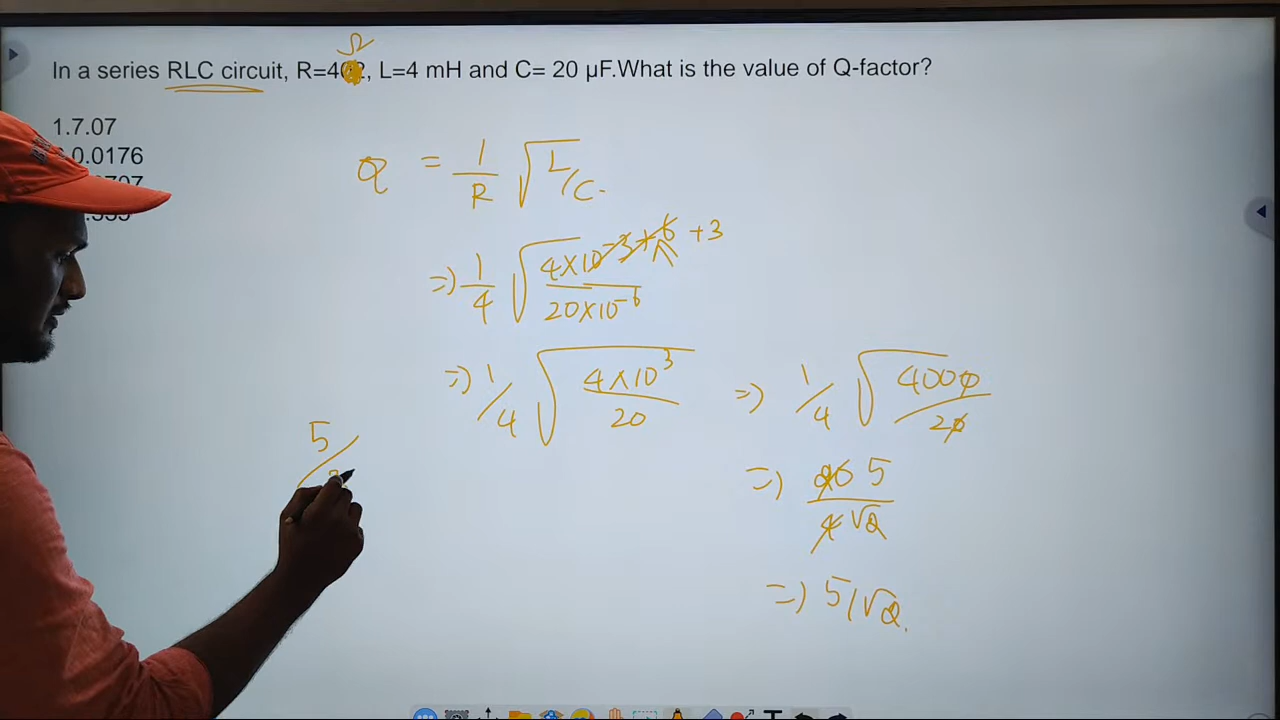 Ω
In a series RLC circuit, R=4Ω, L=4 mH and C= 20 µF.What is the value of Q-factor?
1.7.07
0.0176
Q = 1/R √L/C
=) 1/4 √4×10 +3 / 20×10^-6
=) 1/4 √4×10^3/20 =) 1/4 √4000/20
5/
=) 20 5 / 4 √2
=) 5/√2.